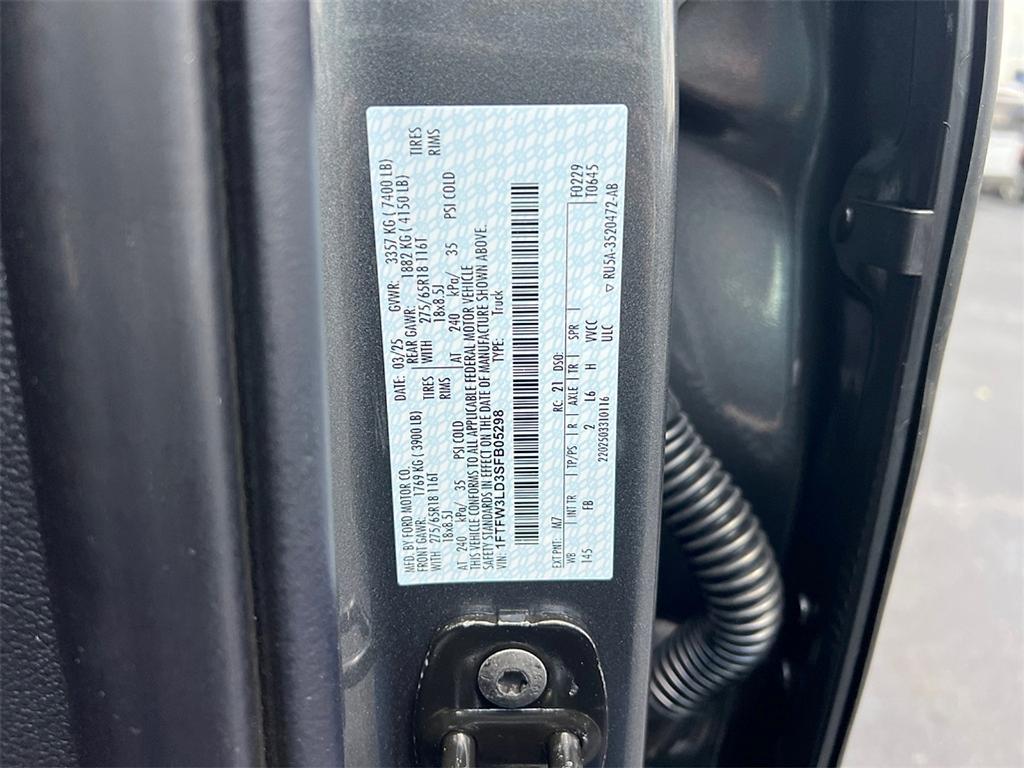 MFD. BY FORD MOTOR CO. DATE: 03/25 GVWR: 3357 KG ( 7400 LB)
FRONT GAWR: 1769 KG ( 3900 LB) REAR GAWR: 1882 KG ( 4150 LB)
WITH 275/65R18 116T TIRES WITH 275/65R18 116T TIRES
18x8.5J RIMS 18x8.5J RIMS
AT 240 kPa/ 35 PSI COLD AT 240 kPa/ 35 PSI COLD
THIS VEHICLE CONFORMS TO ALL APPLICABLE FEDERAL MOTOR VEHICLE
SAFETY STANDARDS IN EFFECT ON THE DATE OF MANUFACTURE SHOWN ABOVE.
VIN: 1FTFW3LD3SFB05298 TYPE: Truck
F0229
T0645
EXT PNT: M7 RC: 21 DSO:
WB INT TR TP/PS R AXLE TR SPR
145 FB 2 L6 H WCC
ULC
2202503310116
▽ RU5A-3520472-AB